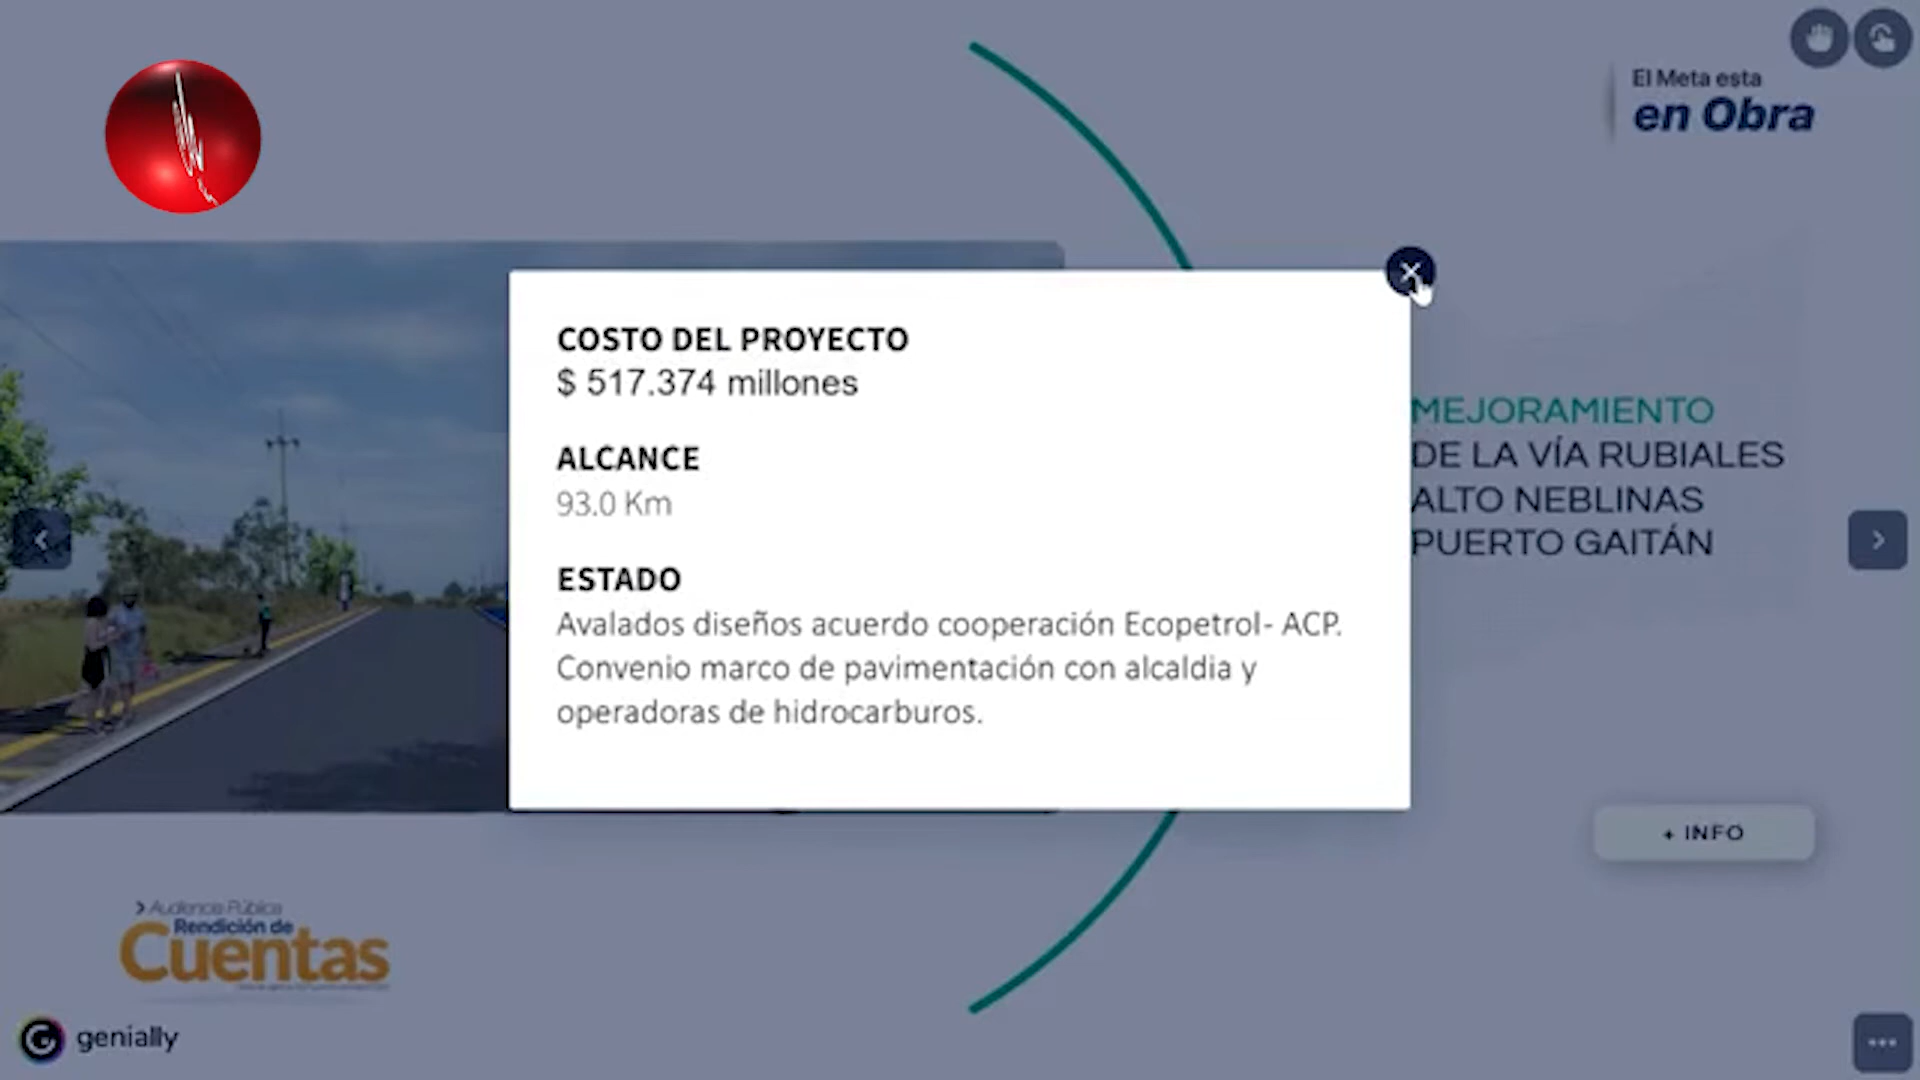 El Meta esta
en Obra
COSTO DEL PROYECTO
$ 517.374 millones
ALCANCE
93.0 Km
ESTADO
Avalados diseños acuerdo cooperación Ecopetrol- ACP.
Convenio marco de pavimentación con alcaldia y
operadoras de hidrocarburos.
MEJORAMIENTO
DE LA VÍA RUBIALES
ALTO NEBLINAS
PUERTO GAITÁN
+ INFO
Audiencia Pública
Rendición de
Cuentas
genially